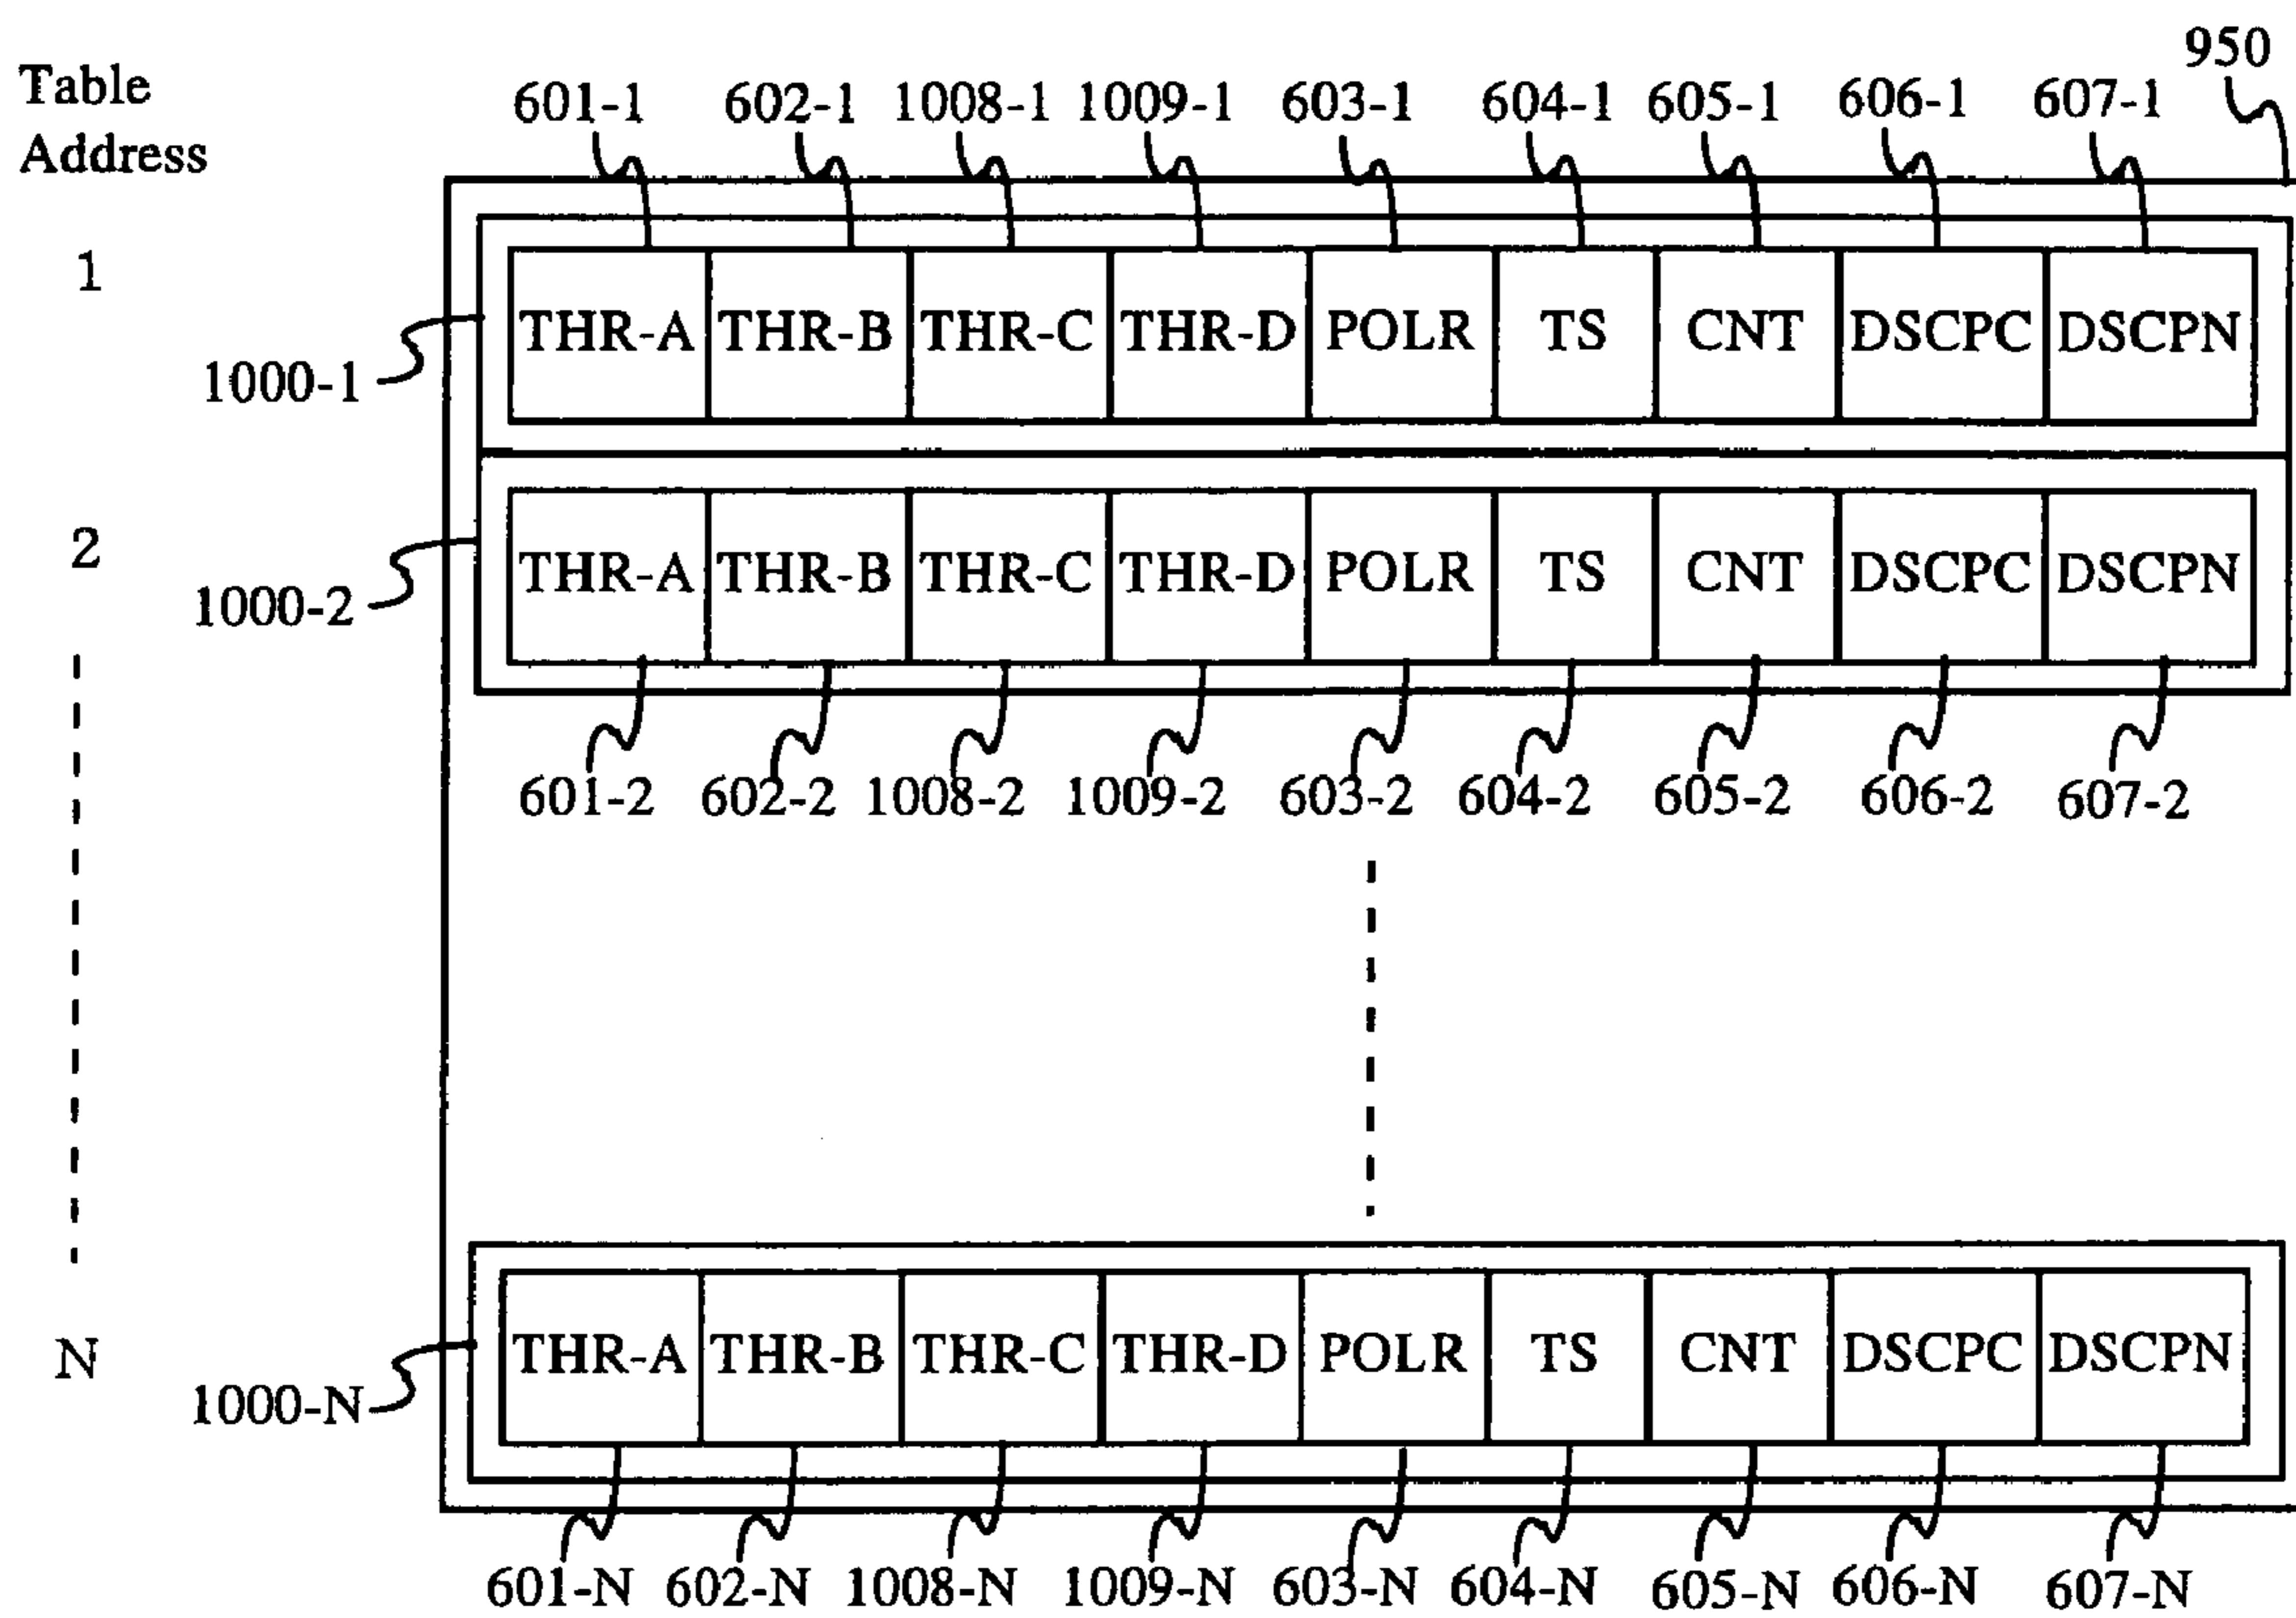 950
Table
Address
601-1 602-1 1008-1 1009-1 603-1 604-1 605-1 606-1 607-1
1
THR-A THR-B THR-C THR-D POLR TS CNT DSCPC DSCPN
1000-1
2
THR-A THR-B THR-C THR-D POLR TS CNT DSCPC DSCPN
1000-2
601-2 602-2 1008-2 1009-2 603-2 604-2 605-2 606-2 607-2
N
THR-A THR-B THR-C THR-D POLR TS CNT DSCPC DSCPN
1000-N
601-N 602-N 1008-N 1009-N 603-N 604-N 605-N 606-N 607-N